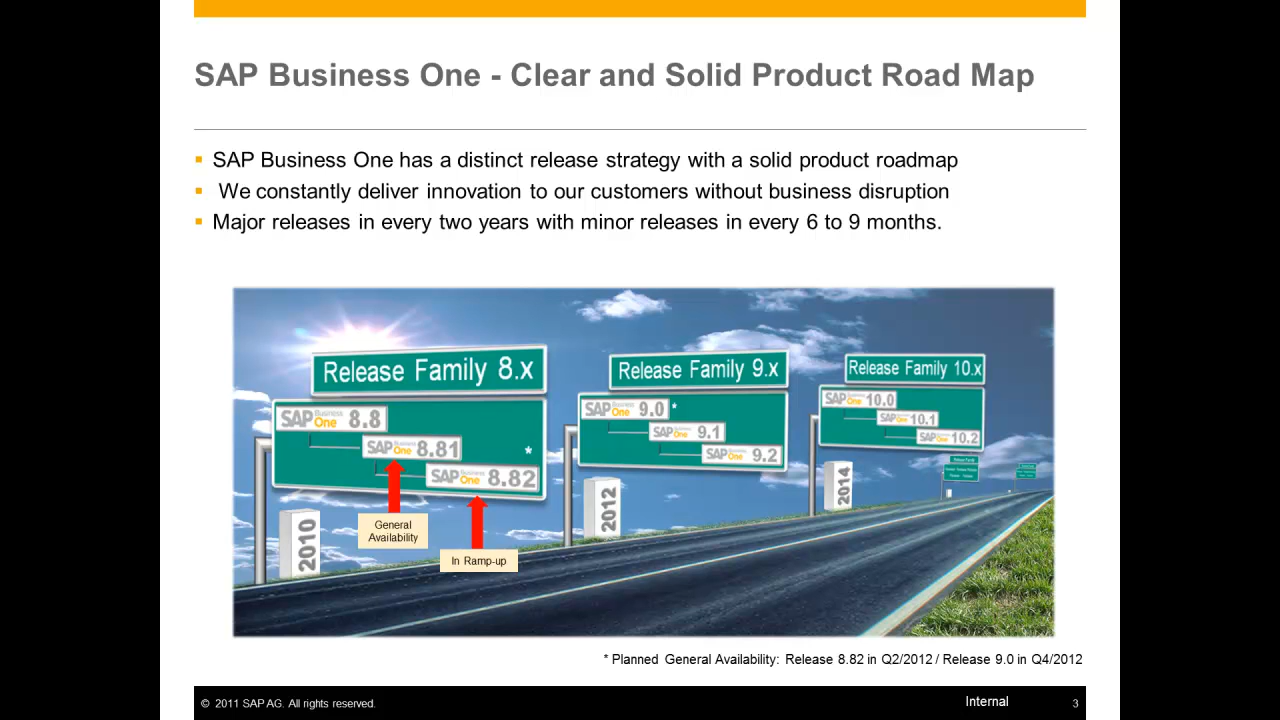 SAP Business One - Clear and Solid Product Road Map
SAP Business One has a distinct release strategy with a solid product roadmap
We constantly deliver innovation to our customers without business disruption
Major releases in every two years with minor releases in every 6 to 9 months.
Release Family 8.x
SAP Business One 8.8
SAP Business One 8.81
*
SAP Business One 8.82
General
Availability
In Ramp-up
2010
Release Family 9.x
SAP Business One 9.0 *
SAP Business One 9.1
SAP Business One 9.2
2012
Release Family 10.x
SAP Business One 10.0
SAP Business One 10.1
SAP Business One 10.2
2014
* Planned General Availability: Release 8.82 in Q2/2012 / Release 9.0 in Q4/2012
© 2011 SAP AG. All rights reserved.
Internal
3